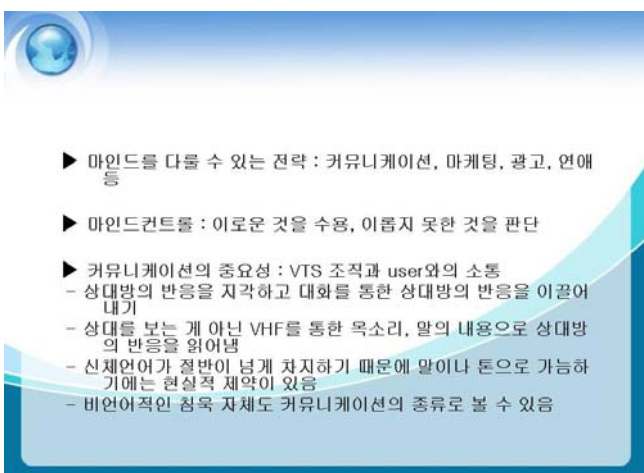 ▶ 마인드를 다룰 수 있는 전략 : 커뮤니케이션, 마케팅, 광고, 연애
등
▶ 마인드컨트롤 : 이로운 것을 수용, 이롭지 못한 것을 판단
▶ 커뮤니케이션의 중요성 : VTS 조직과 user와의 소통
- 상대방의 반응을 지각하고 대화를 통한 상대방의 반응을 이끌어
내기
- 상대를 보는 게 아닌 VHF를 통한 목소리, 말의 내용으로 상대방
의 반응을 읽어냄
- 신체언어가 절반이 넘게 차지하기 때문에 말이나 톤으로 가늠하
기에는 현실적 제약이 있음
- 비언어적인 침묵 자체도 커뮤니케이션의 종류로 볼 수 있음